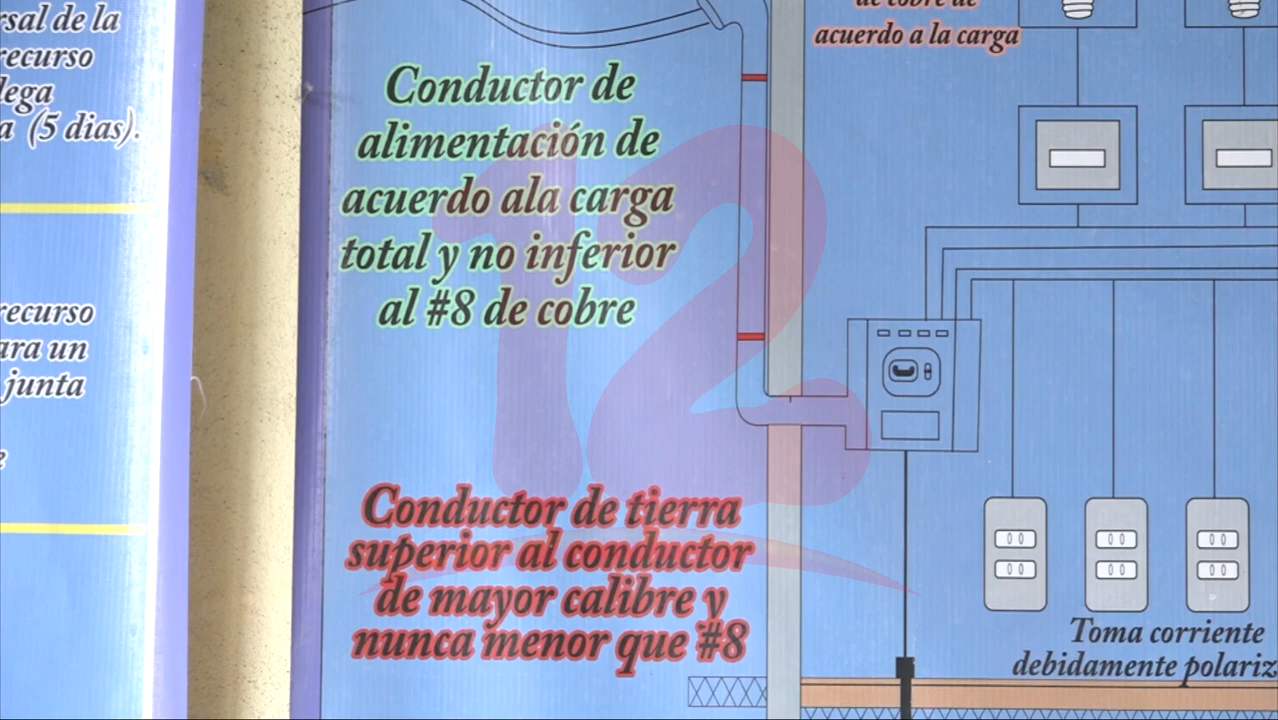 rsal de la
recurso
lega
a (5 dias).
recurso
ara un
junta
e
Conductor de
alimentación de
acuerdo ala carga
total y no inferior
al #8 de cobre
Conductor de tierra
superior al conductor
de mayor calibre y
nunca menor que #8
de cobre de
acuerdo a la carga
Toma corriente
debidamente polariz
12